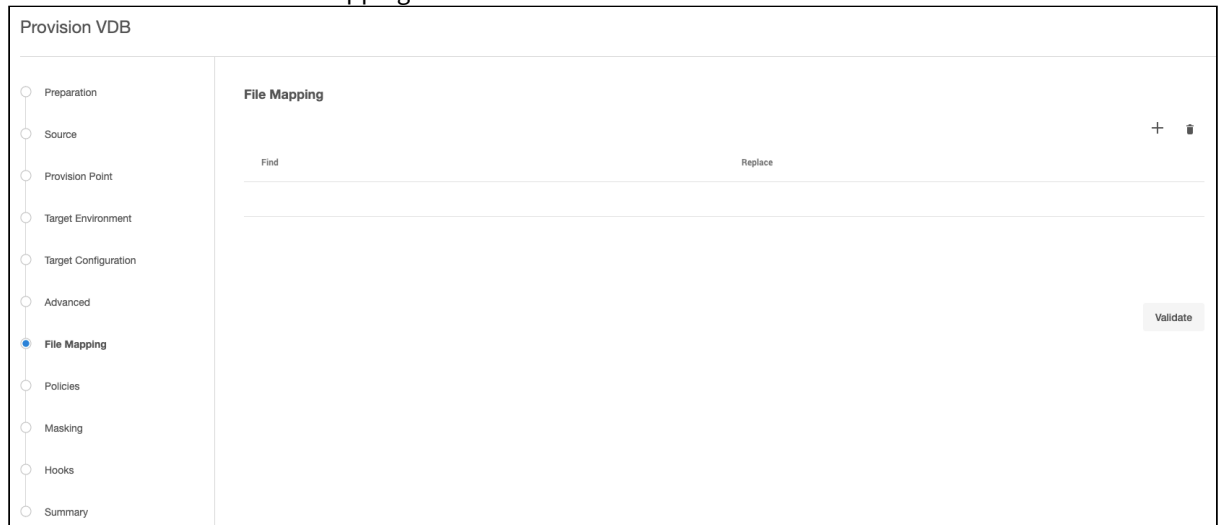 Provision VDB
Preparation
Source
Provision Point
Target Environment
Target Configuration
Advanced
File Mapping
Policies
Masking
Hooks
Summary
File Mapping
Find Replace
Validate